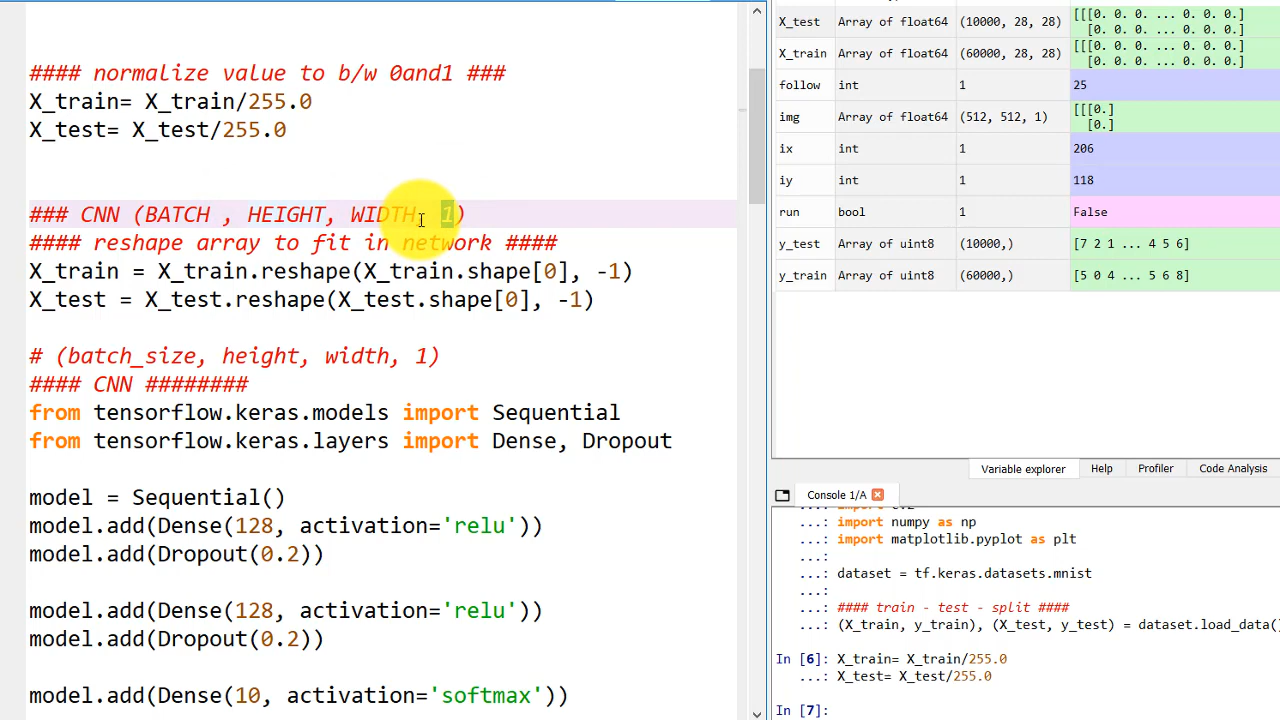 #### normalize value to b/w 0and1 ###
X_train= X_train/255.0
X_test= X_test/255.0
### CNN (BATCH , HEIGHT, WIDTH, 1)
#### reshape array to fit in network ####
X_train = X_train.reshape(X_train.shape[0], -1)
X_test = X_test.reshape(X_test.shape[0], -1)
# (batch_size, height, width, 1)
#### CNN ########
from tensorflow.keras.models import Sequential
from tensorflow.keras.layers import Dense, Dropout
model = Sequential()
model.add(Dense(128, activation='relu'))
model.add(Dropout(0.2))
model.add(Dense(128, activation='relu'))
model.add(Dropout(0.2))
model.add(Dense(10, activation='softmax'))
X_test Array of float64 (10000, 28, 28) [[[0. 0. 0. ... 0. 0. 0.]
[0. 0. 0. ... 0. 0. 0.]
X_train Array of float64 (60000, 28, 28) [[[0. 0. 0. ... 0. 0. 0.]
[0. 0. 0. ... 0. 0. 0.]
follow int 1 25
img Array of float64 (512, 512, 1) [[[0.]
[0.]
ix int 1 206
iy int 1 118
run bool 1 False
y_test Array of uint8 (10000,) [7 2 1 ... 4 5 6]
y_train Array of uint8 (60000,) [5 0 4 ... 5 6 8]
Variable explorer Help Profiler Code Analysis
Console 1/A
...: import numpy as np
...: import matplotlib.pyplot as plt
...:
...: dataset = tf.keras.datasets.mnist
...:
...: #### train - test - split ####
...: (X_train, y_train), (X_test, y_test) = dataset.load_data()
In [6]: X_train= X_train/255.0
...: X_test= X_test/255.0
In [7]: